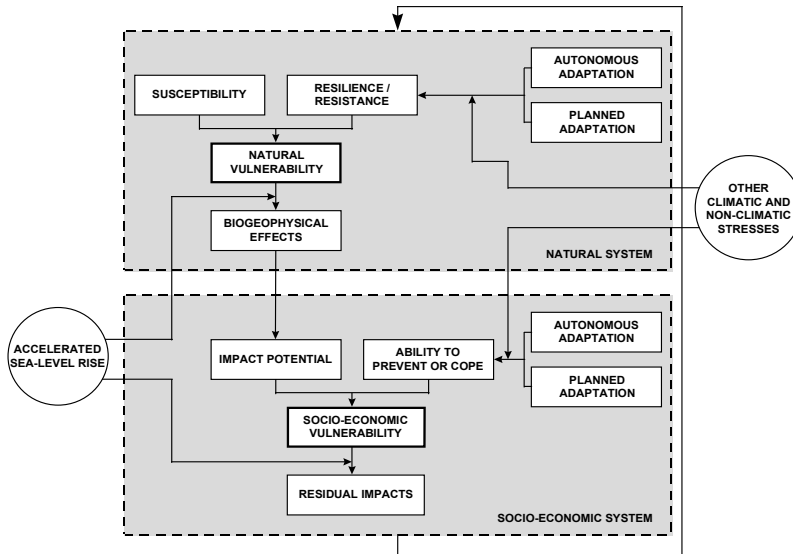 AUTONOMOUS
ADAPTATION
SUSCEPTIBILITY
RESILIENCE /
RESISTANCE
PLANNED
ADAPTATION
NATURAL
VULNERABILITY
OTHER
CLIMATIC AND
NON-CLIMATIC
STRESSES
BIOGEOPHYSICAL
EFFECTS
NATURAL SYSTEM
ACCELERATED
SEA-LEVEL RISE
IMPACT POTENTIAL
ABILITY TO
PREVENT OR COPE
AUTONOMOUS
ADAPTATION
PLANNED
ADAPTATION
SOCIO-ECONOMIC
VULNERABILITY
RESIDUAL IMPACTS
SOCIO-ECONOMIC SYSTEM